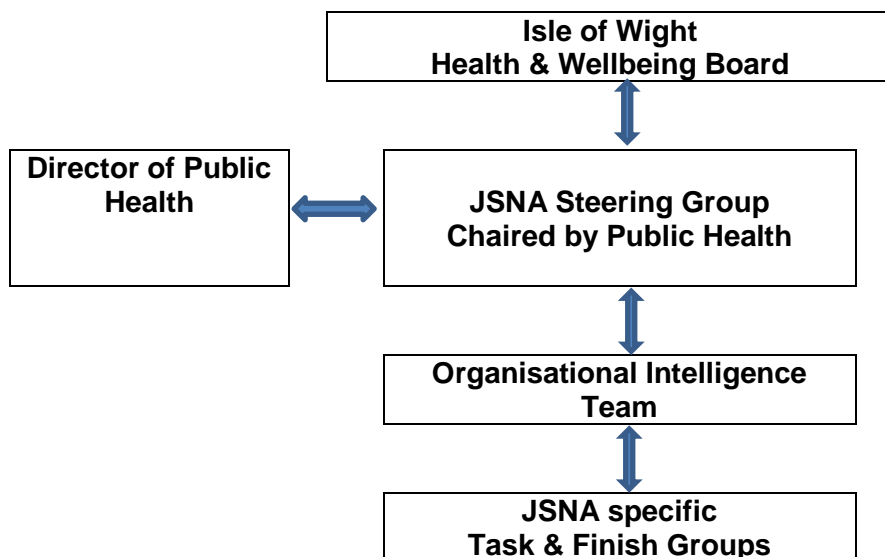 Isle of Wight
Health & Wellbeing Board
Director of Public
Health
JSNA Steering Group
Chaired by Public Health
Organisational Intelligence
Team
JSNA specific
Task & Finish Groups